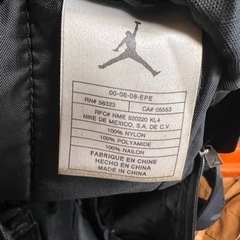 00-06-08-EPE
RN# 56323 CA# 05553
RFC# NME 920220 KL4
NIKE DE MEXICO, S.A. DE C.V.
100% NYLON
100% POLYAMIDE
100% NAILON
FABRIQUE EN CHINE
HECHO EN CHINA
MADE IN CHINA